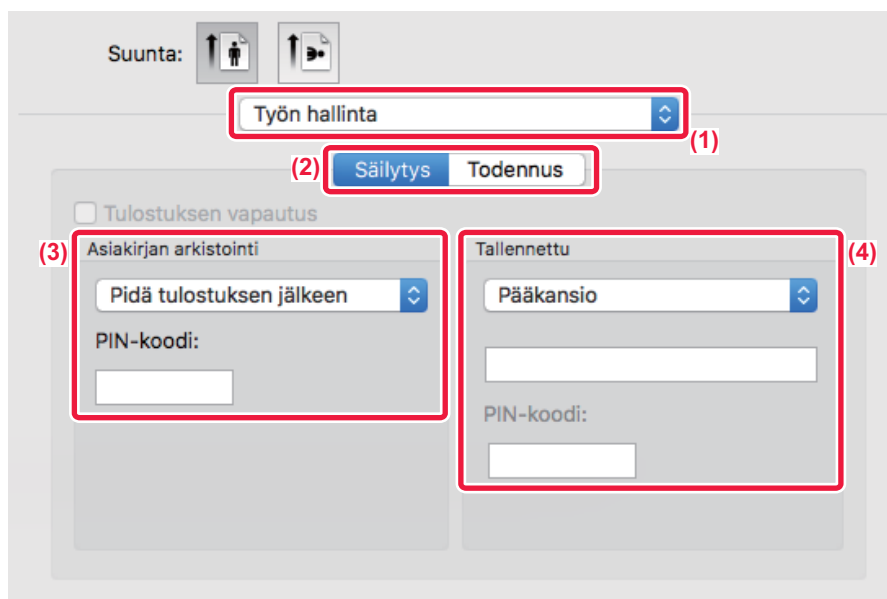 Suunta:
Työn hallinta
(1)
(2)
Säilytys Todennus
Tulostuksen vapautus
(3)
Asiakirjan arkistointi
Pidä tulostuksen jälkeen
PIN-koodi:
Tallennettu
(4)
Pääkansio
PIN-koodi: